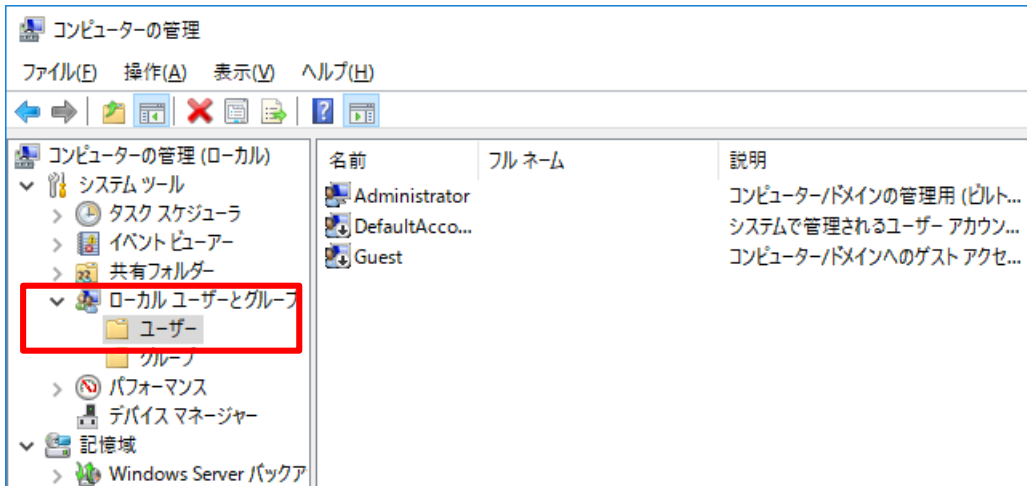 コンピューターの管理
ファイル(F) 操作(A) 表示(V) ヘルプ(H)
コンピューターの管理 (ローカル)
システム ツール
タスク スケジューラ
イベント ビューアー
共有フォルダー
ローカル ユーザーとグループ
ユーザー
グループ
パフォーマンス
デバイス マネージャー
記憶域
Windows Server バックア
名前 フル ネーム 説明
Administrator コンピューター/ドメインの管理用 (ビルト...
DefaultAcco... システムで管理されるユーザー アカウン...
Guest コンピューター/ドメインへのゲスト アクセ...